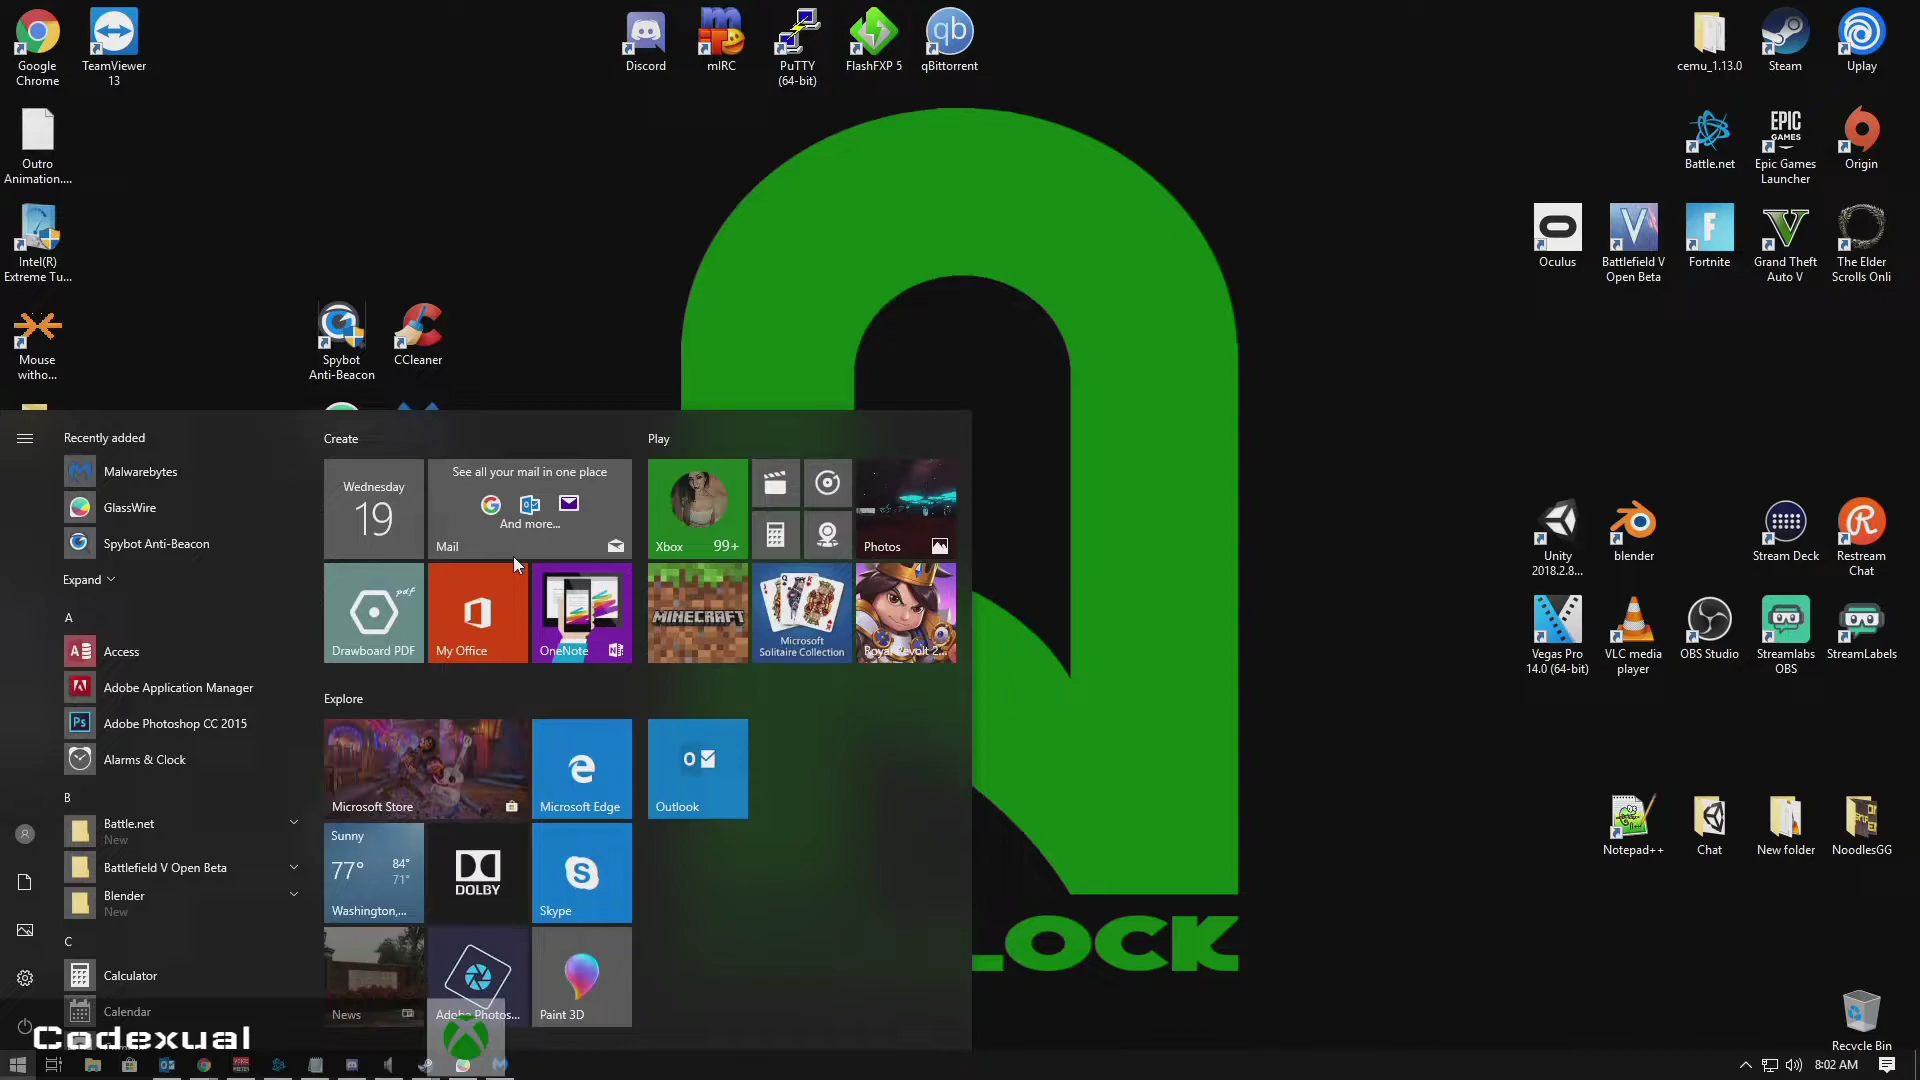 Google
Chrome
TeamViewer
13
Discord
mIRC
PuTTY
(64-bit)
FlashFXP 5
qBittorrent
cemu_1.13.0
Steam
Uplay
Outro
Animation....
Battle.net
Epic Games
Launcher
Origin
Intel(R)
Extreme Tu...
Oculus
Battlefield V
Open Beta
Fortnite
Grand Theft
Auto V
The Elder
Scrolls Onli
Mouse
witho...
Spybot
Anti-Beacon
CCleaner
Recently added
Malwarebytes
GlassWire
Spybot Anti-Beacon
Expand
A
Access
Adobe Application Manager
Adobe Photoshop CC 2015
Alarms & Clock
B
Battle.net
New
Battlefield V Open Beta
Blender
New
C
Calculator
Calendar
Create
Wednesday
19
See all your mail in one place
And more...
Mail
Drawboard PDF
My Office
OneNote
Play
Xbox 99+
Photos
MINECRAFT
Microsoft
Solitaire Collection
Royal Revolt 2...
Explore
Microsoft Store
Microsoft Edge
Outlook
Sunny
77° 84°
71°
Washington,...
DOLBY
Skype
News
Adobe Photos...
Paint 3D
LOCK
Unity
2018.2.8...
blender
Stream Deck
Restream
Chat
Vegas Pro
14.0 (64-bit)
VLC media
player
OBS Studio
Streamlabs
OBS
StreamLabels
Notepad++
Chat
New folder
NoodlesGG
Recycle Bin
Codexual
8:02 AM